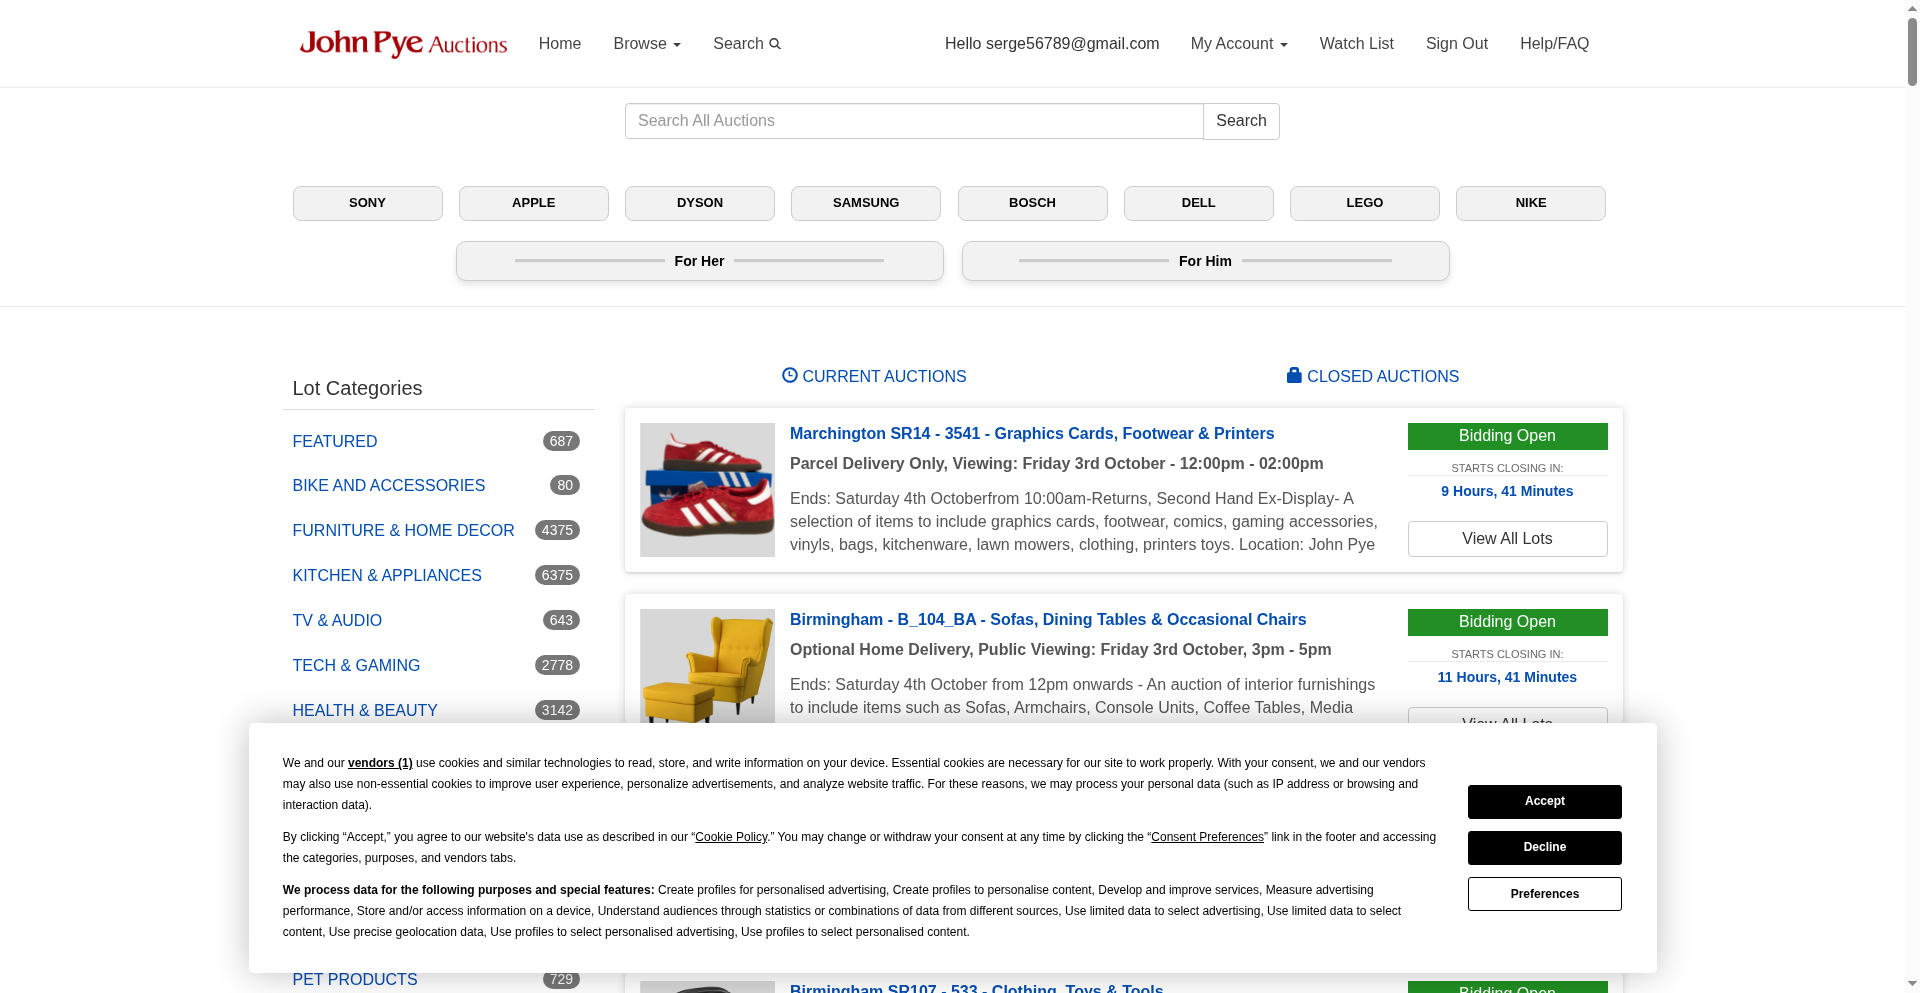 John Pye Auctions
Home
Browse
Search
Hello serge56789@gmail.com
My Account
Watch List
Sign Out
Help/FAQ
Search All Auctions
Search
SONY
APPLE
DYSON
SAMSUNG
BOSCH
DELL
LEGO
NIKE
For Her
For Him
Lot Categories
FEATURED 687
BIKE AND ACCESSORIES 80
FURNITURE & HOME DECOR 4375
KITCHEN & APPLIANCES 6375
TV & AUDIO 643
TECH & GAMING 2778
HEALTH & BEAUTY 3142
CURRENT AUCTIONS
CLOSED AUCTIONS
Marchington SR14 - 3541 - Graphics Cards, Footwear & Printers
Parcel Delivery Only, Viewing: Friday 3rd October - 12:00pm - 02:00pm
Ends: Saturday 4th Octoberfrom 10:00am-Returns, Second Hand Ex-Display- A
selection of items to include graphics cards, footwear, comics, gaming accessories,
vinyls, bags, kitchenware, lawn mowers, clothing, printers toys. Location: John Pye
Bidding Open
STARTS CLOSING IN:
9 Hours, 41 Minutes
View All Lots
Birmingham - B_104_BA - Sofas, Dining Tables & Occasional Chairs
Optional Home Delivery, Public Viewing: Friday 3rd October, 3pm - 5pm
Ends: Saturday 4th October from 12pm onwards - An auction of interior furnishings
to include items such as Sofas, Armchairs, Console Units, Coffee Tables, Media
Bidding Open
STARTS CLOSING IN:
11 Hours, 41 Minutes
View All Lots
We and our vendors (1) use cookies and similar technologies to read, store, and write information on your device. Essential cookies are necessary for our site to work properly. With your consent, we and our vendors
may also use non-essential cookies to improve user experience, personalize advertisements, and analyze website traffic. For these reasons, we may process your personal data (such as IP address or browsing and
interaction data).
By clicking “Accept,” you agree to our website's data use as described in our “Cookie Policy.” You may change or withdraw your consent at any time by clicking the “Consent Preferences” link in the footer and accessing
the categories, purposes, and vendors tabs.
We process data for the following purposes and special features: Create profiles for personalised advertising, Create profiles to personalise content, Develop and improve services, Measure advertising
performance, Store and/or access information on a device, Understand audiences through statistics or combinations of data from different sources, Use limited data to select advertising, Use limited data to select
content, Use precise geolocation data, Use profiles to select personalised advertising, Use profiles to select personalised content.
Accept
Decline
Preferences
PET PRODUCTS 729
Birmingham SR107 - 533 - Clothing, Toys & Tools
Bidding Open